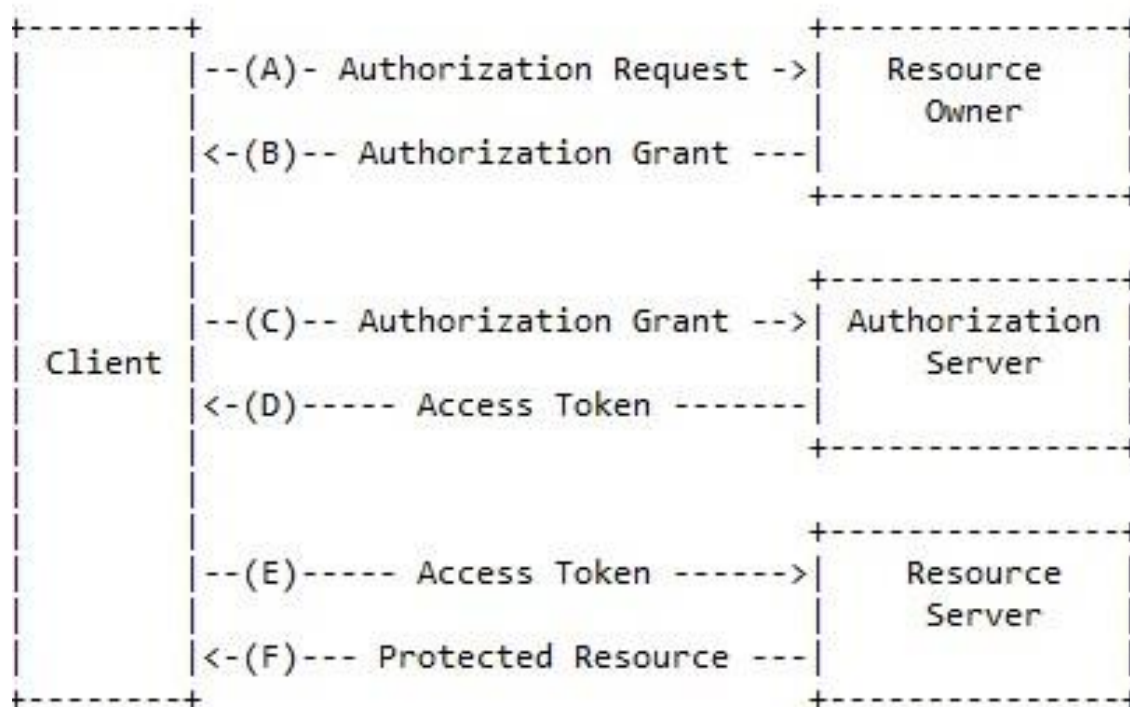 +--------+                               +---------------+
|        |--(A)- Authorization Request ->|   Resource    |
|        |                               |     Owner     |
|        |<-(B)-- Authorization Grant ---|               |
|        |                               +---------------+
|        |
|        |                               +---------------+
|        |--(C)-- Authorization Grant -->| Authorization |
| Client |                               |     Server    |
|        |<-(D)----- Access Token -------|               |
|        |                               +---------------+
|        |
|        |                               +---------------+
|        |--(E)----- Access Token ------>|    Resource   |
|        |                               |     Server    |
|        |<-(F)--- Protected Resource ---|               |
+--------+                               +---------------+